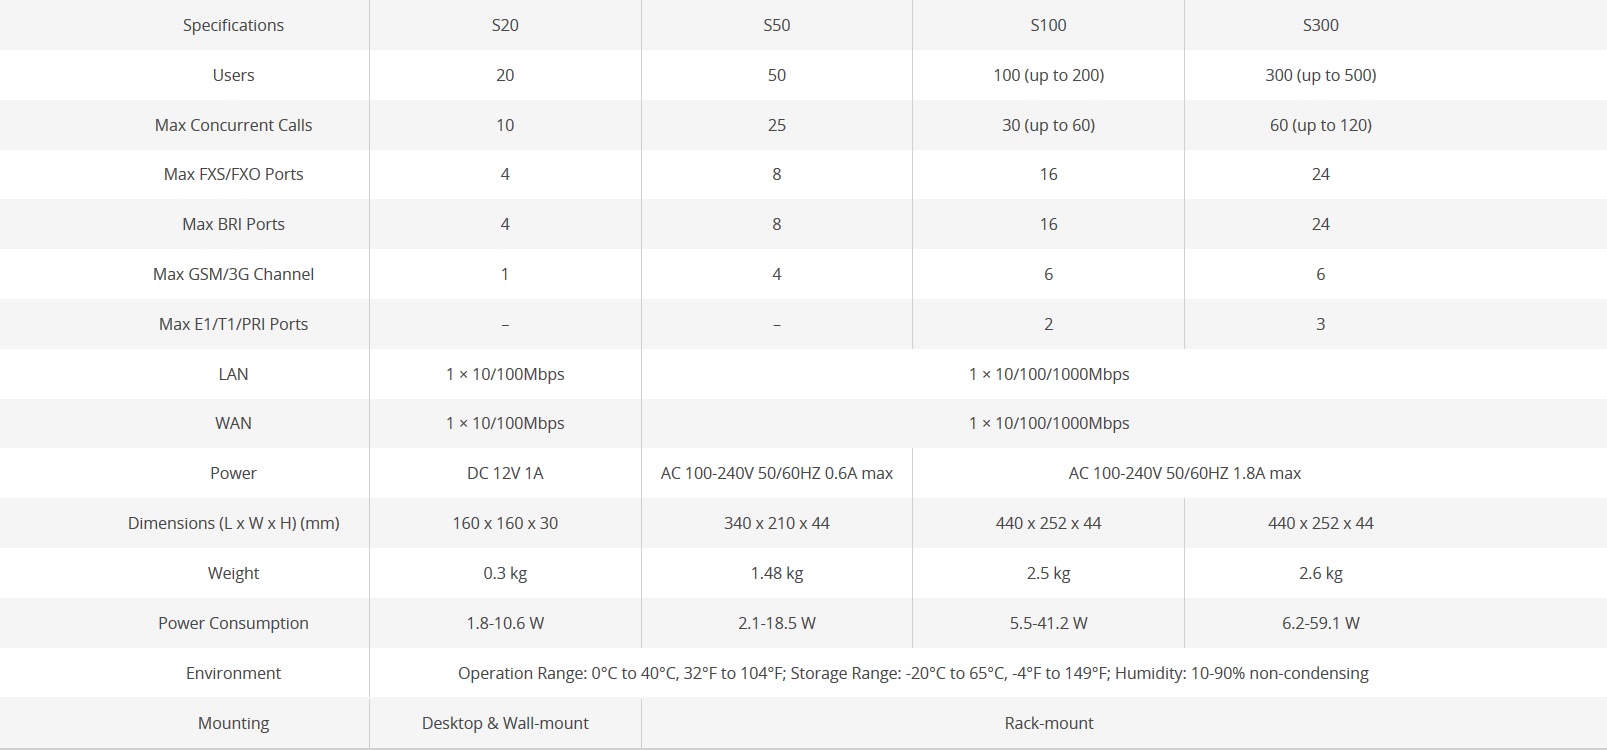 Specifications S20 S50 S100 S300
Users 20 50 100 (up to 200) 300 (up to 500)
Max Concurrent Calls 10 25 30 (up to 60) 60 (up to 120)
Max FXS/FXO Ports 4 8 16 24
Max BRI Ports 4 8 16 24
Max GSM/3G Channel 1 4 6 6
Max E1/T1/PRI Ports – – 2 3
LAN 1 × 10/100Mbps 1 × 10/100/1000Mbps
WAN 1 × 10/100Mbps 1 × 10/100/1000Mbps
Power DC 12V 1A AC 100-240V 50/60HZ 0.6A max AC 100-240V 50/60HZ 1.8A max
Dimensions (L x W x H) (mm) 160 x 160 x 30 340 x 210 x 44 440 x 252 x 44 440 x 252 x 44
Weight 0.3 kg 1.48 kg 2.5 kg 2.6 kg
Power Consumption 1.8-10.6 W 2.1-18.5 W 5.5-41.2 W 6.2-59.1 W
Environment Operation Range: 0°C to 40°C, 32°F to 104°F; Storage Range: -20°C to 65°C, -4°F to 149°F; Humidity: 10-90% non-condensing
Mounting Desktop & Wall-mount Rack-mount